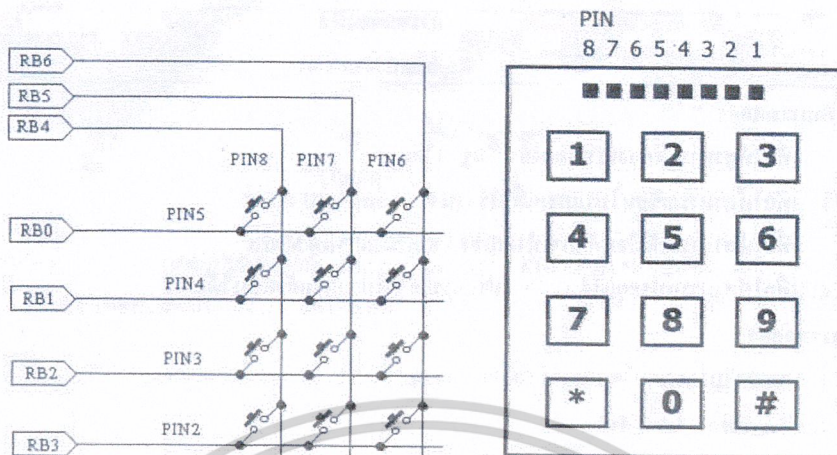 PIN
8 7 6 5 4 3 2 1
RB6
RB5
RB4
PIN8 PIN7 PIN6
PIN5
RB0
PIN4
RB1
PIN3
RB2
PIN2
RB3
1 2 3
4 5 6
7 8 9
* 0 #